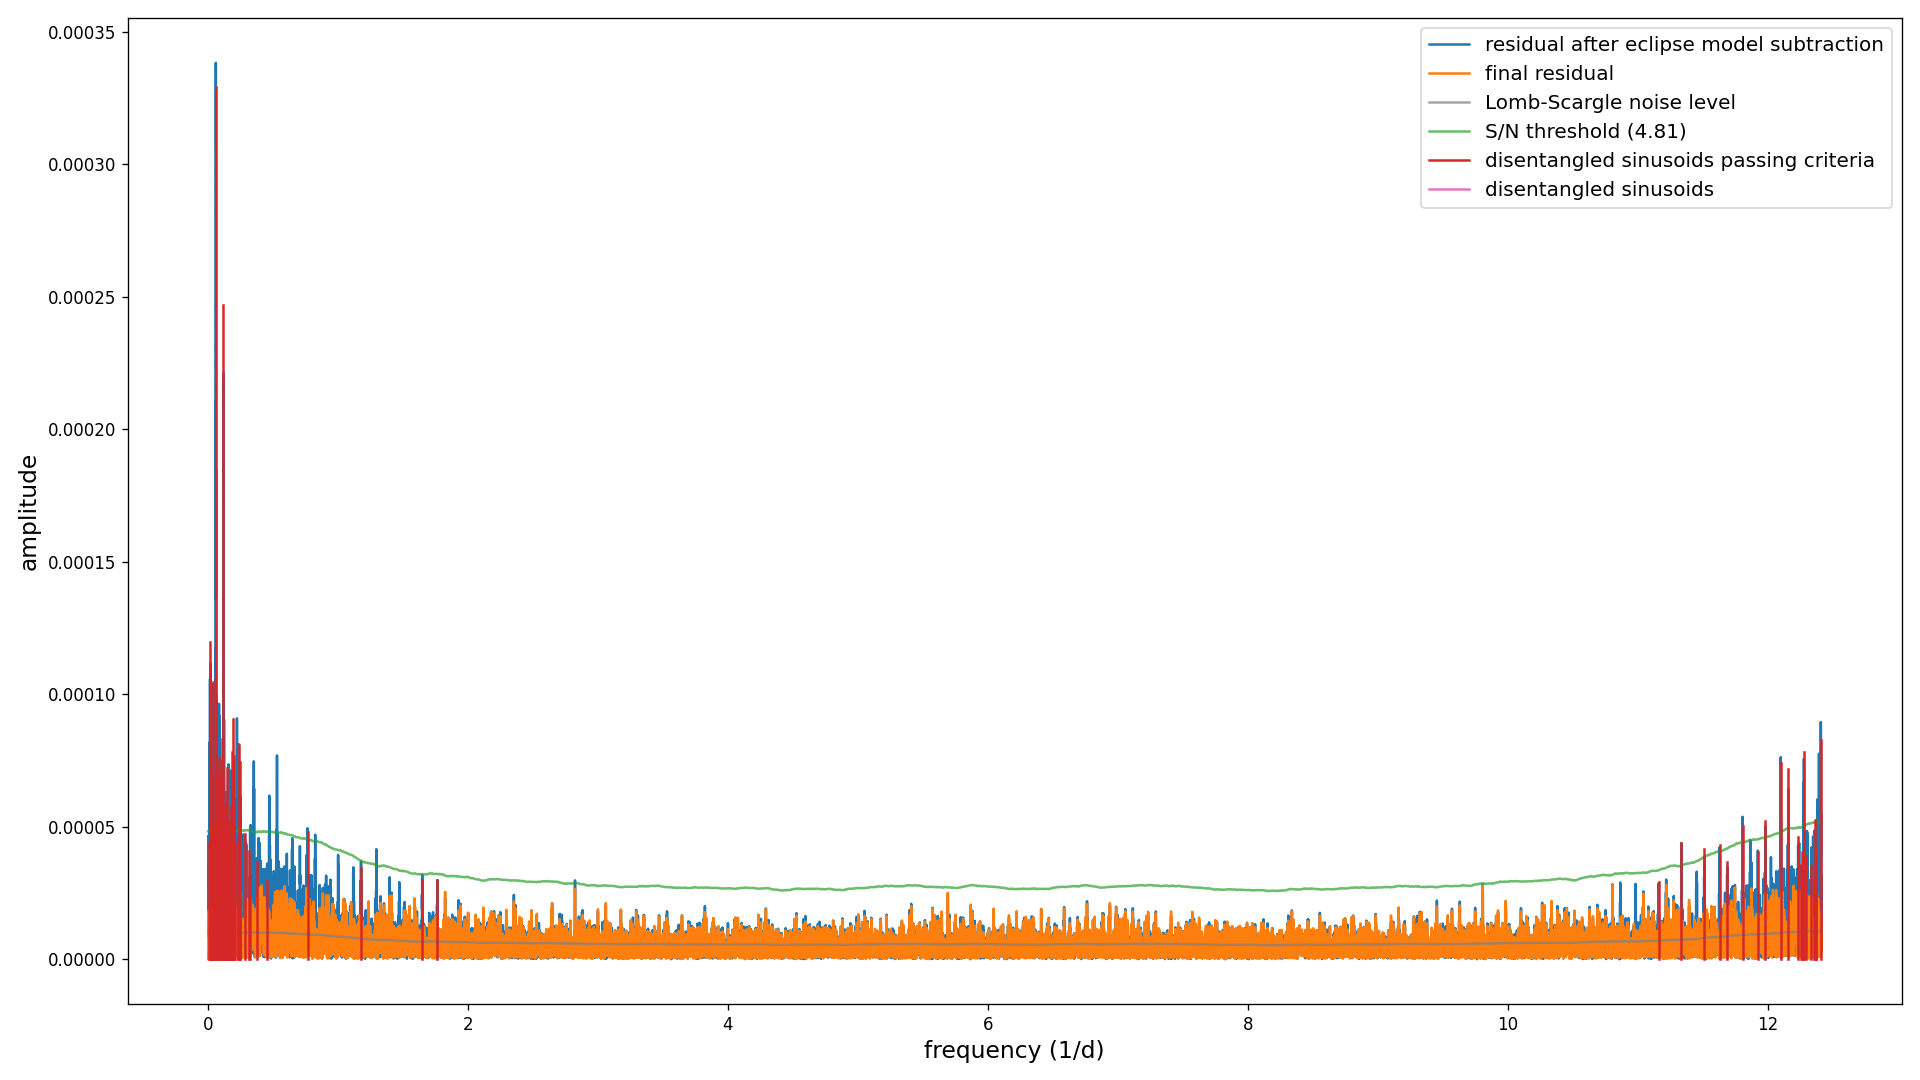 0.00035
0.00030
0.00025
0.00020
0.00015
0.00010
0.00005
0.00000
amplitude
0
2
4
6
8
10
12
frequency (1/d)
residual after eclipse model subtraction
final residual
Lomb-Scargle noise level
S/N threshold (4.81)
disentangled sinusoids passing criteria
disentangled sinusoids